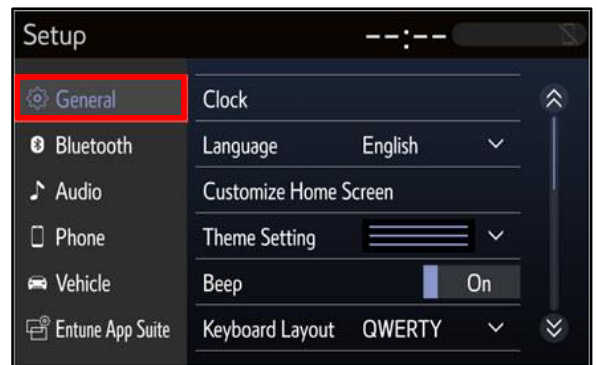 Setup --:--
General
Bluetooth
Audio
Phone
Vehicle
Entune App Suite
Clock
Language English
Customize Home Screen
Theme Setting
Beep On
Keyboard Layout QWERTY